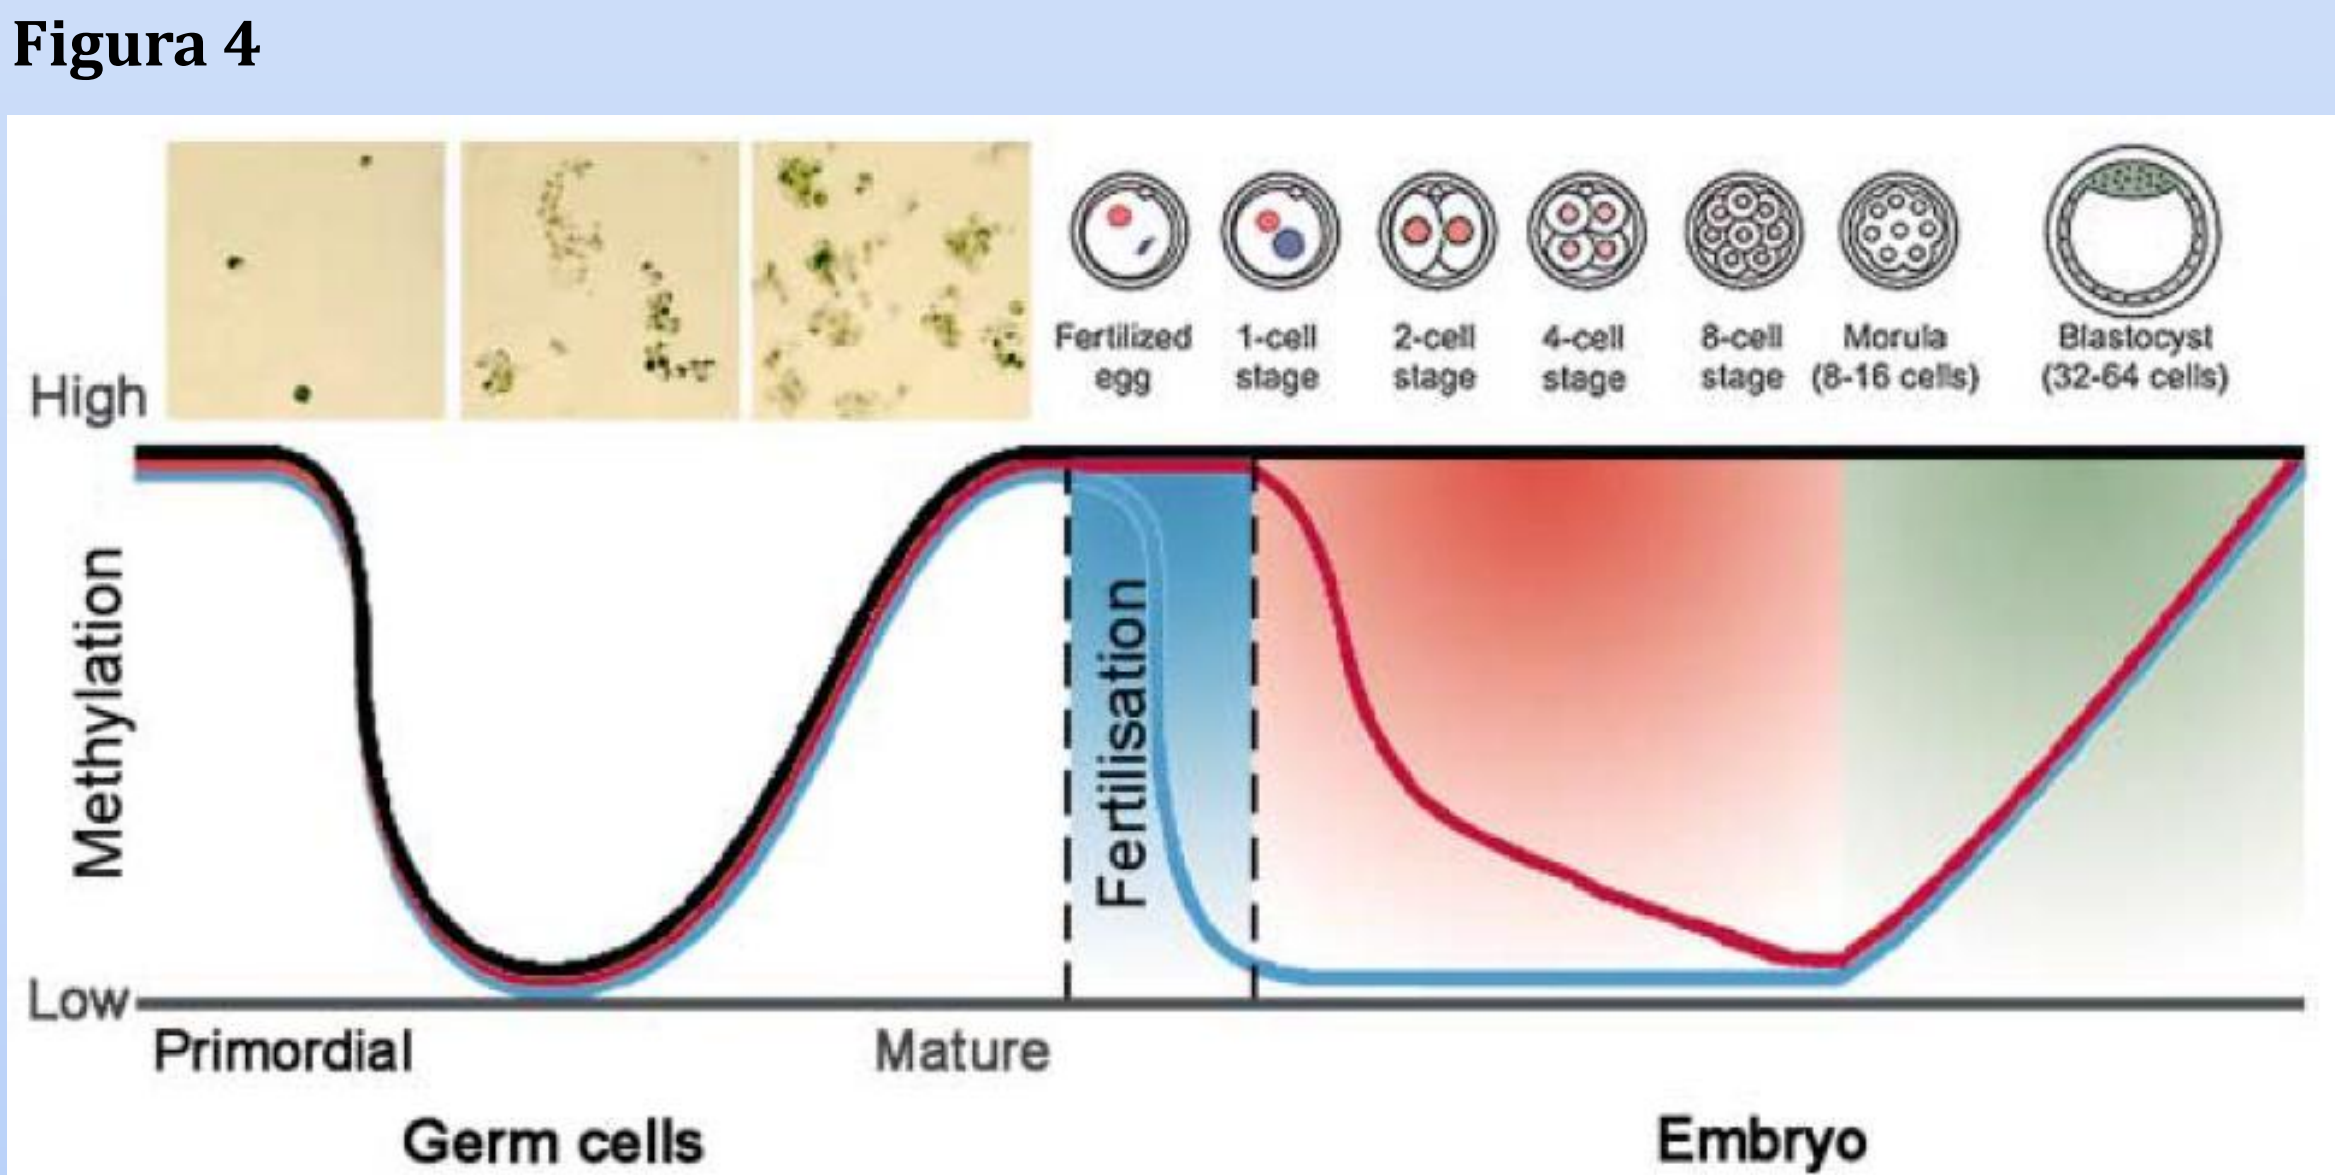 Figura 4
Fertilized egg
1-cell stage
2-cell stage
4-cell stage
8-cell stage
Morula (8-16 cells)
Blastocyst (32-64 cells)
High
Methylation
Fertilisation
Low
Primordial
Mature
Germ cells
Embryo